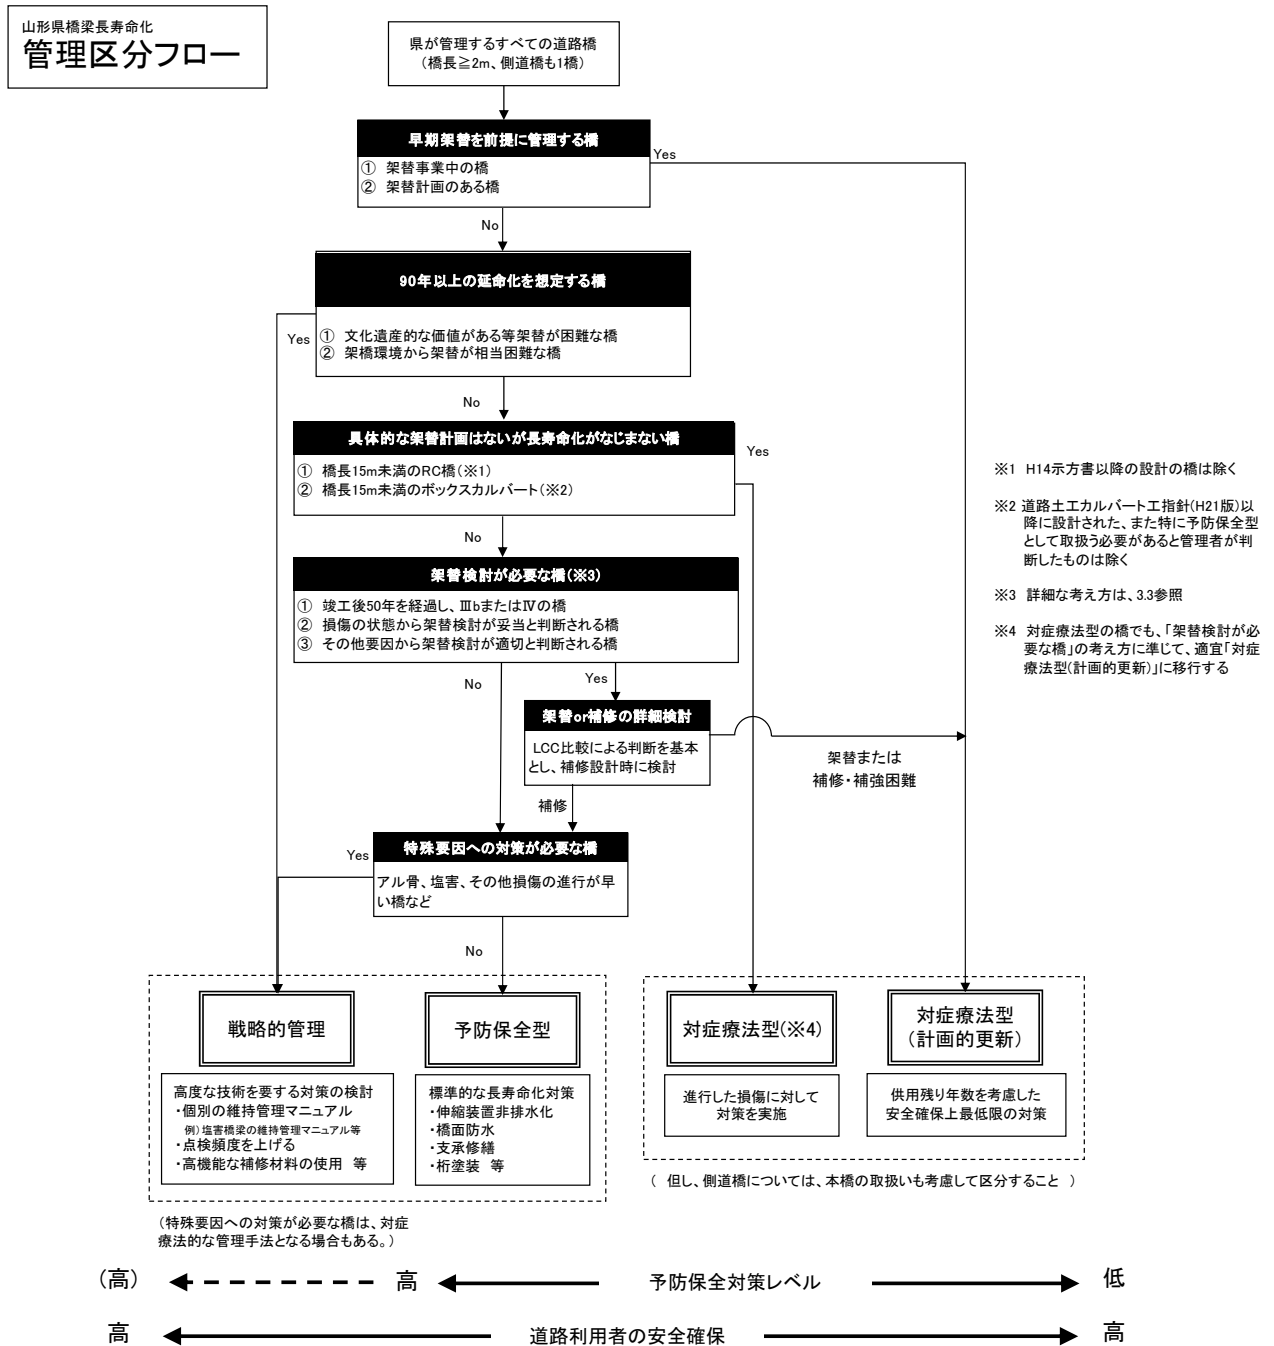 山形県橋梁長寿命化
管理区分フロー
県が管理するすべての道路橋
(橋長≧2m、側道橋も1橋)
早期架替を前提に管理する橋
① 架替事業中の橋
② 架替計画のある橋
Yes
No
90年以上の延命化を想定する橋
① 文化遺産的な価値がある等架替が困難な橋
② 架橋環境から架替が相当困難な橋
Yes
No
具体的な架替計画はないが長寿命化がなじまない橋
① 橋長15m未満のRC橋(※1)
② 橋長15m未満のボックスカルバート(※2)
Yes
No
架替検討が必要な橋(※3)
① 竣工後50年を経過し、ⅢbまたはⅣの橋
② 損傷の状態から架替検討が妥当と判断される橋
③ その他要因から架替検討が適切と判断される橋
No
Yes
※1 H14示方書以降の設計の橋は除く
※2 道路土工カルバート工指針(H21版)以
降に設計された、また特に予防保全型
として取扱う必要があると管理者が判
断したものは除く
※3 詳細な考え方は、3.3参照
※4 対症療法型の橋でも、「架替検討が必
要な橋」の考え方に準じて、適宜「対症
療法型(計画的更新)」に移行する
架替or補修の詳細検討
LCC比較による判断を基本
とし、補修設計時に検討
架替または
補修・補強困難
補修
特殊要因への対策が必要な橋
アル骨、塩害、その他損傷の進行が早
い橋など
Yes
No
戦略的管理
予防保全型
対症療法型(※4)
対症療法型
(計画的更新)
高度な技術を要する対策の検討
・個別の維持管理マニュアル
例)塩害橋梁の維持管理マニュアル等
・点検頻度を上げる
・高機能な補修材料の使用 等
標準的な長寿命化対策
・伸縮装置非排水化
・橋面防水
・支承修繕
・桁塗装 等
進行した損傷に対して
対策を実施
供用残り年数を考慮した
安全確保上最低限の対策
( 但し、側道橋については、本橋の取扱いも考慮して区分すること )
(特殊要因への対策が必要な橋は、対症
療法的な管理手法となる場合もある。)
(高) 高 予防保全対策レベル 低
高 道路利用者の安全確保 高